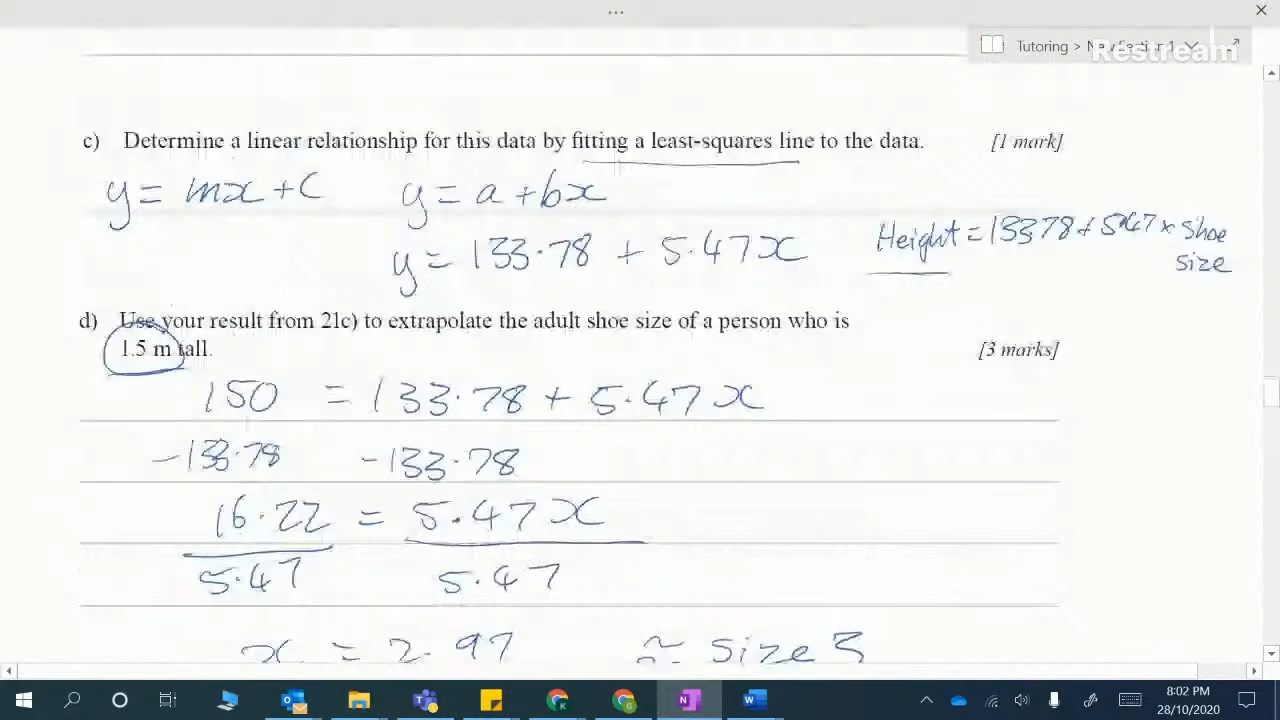 Tutoring > New Section 1
Restream
c) Determine a linear relationship for this data by fitting a least-squares line to the data. [1 mark]
y = mx + c y = a + bx
y = 133.78 + 5.47x
Height = 133.78 + 5.47 x Shoe
size
d) Use your result from 21c) to extrapolate the adult shoe size of a person who is
1.5 m tall. [3 marks]
150 = 133.78 + 5.47x
-133.78 -133.78
16.22 = 5.47x
5.47 5.47
x = 2.97 ≈ size 3
8:02 PM
28/10/2020